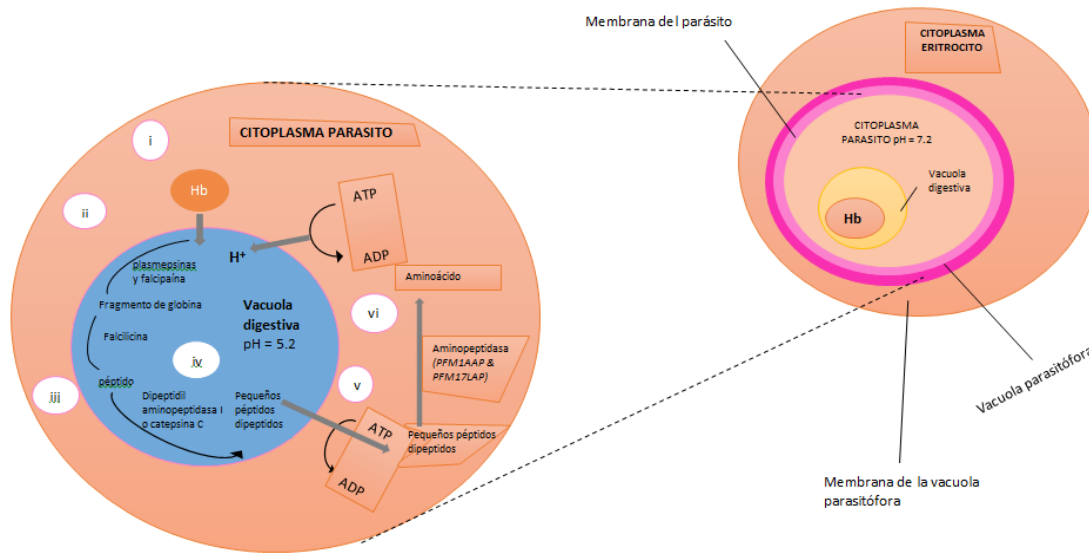 Membrana del parásito
CITOPLASMA
ERITROCITO
CITOPLASMA
PARASITO pH = 7.2
Vacuola
digestiva
Hb
Vacuola parasitófora
Membrana de la vacuola
parasitófora
CITOPLASMA PARASITO
i
ii
iij
iv
v
vi
Hb
H+
ATP
ADP
Aminoácido
plasmepsinas
y falcipaína
Fragmento de globina
Falcilicina
péptido
Vacuola
digestiva
pH = 5.2
Dipeptidil
aminopeptidasa I
o catepsina C
Pequeños
péptidos
dipeptidos
Aminopeptidasa
(PFM1AAP &
PFM17LAP)
ATP
ADP
Pequeños péptidos
dipeptidos